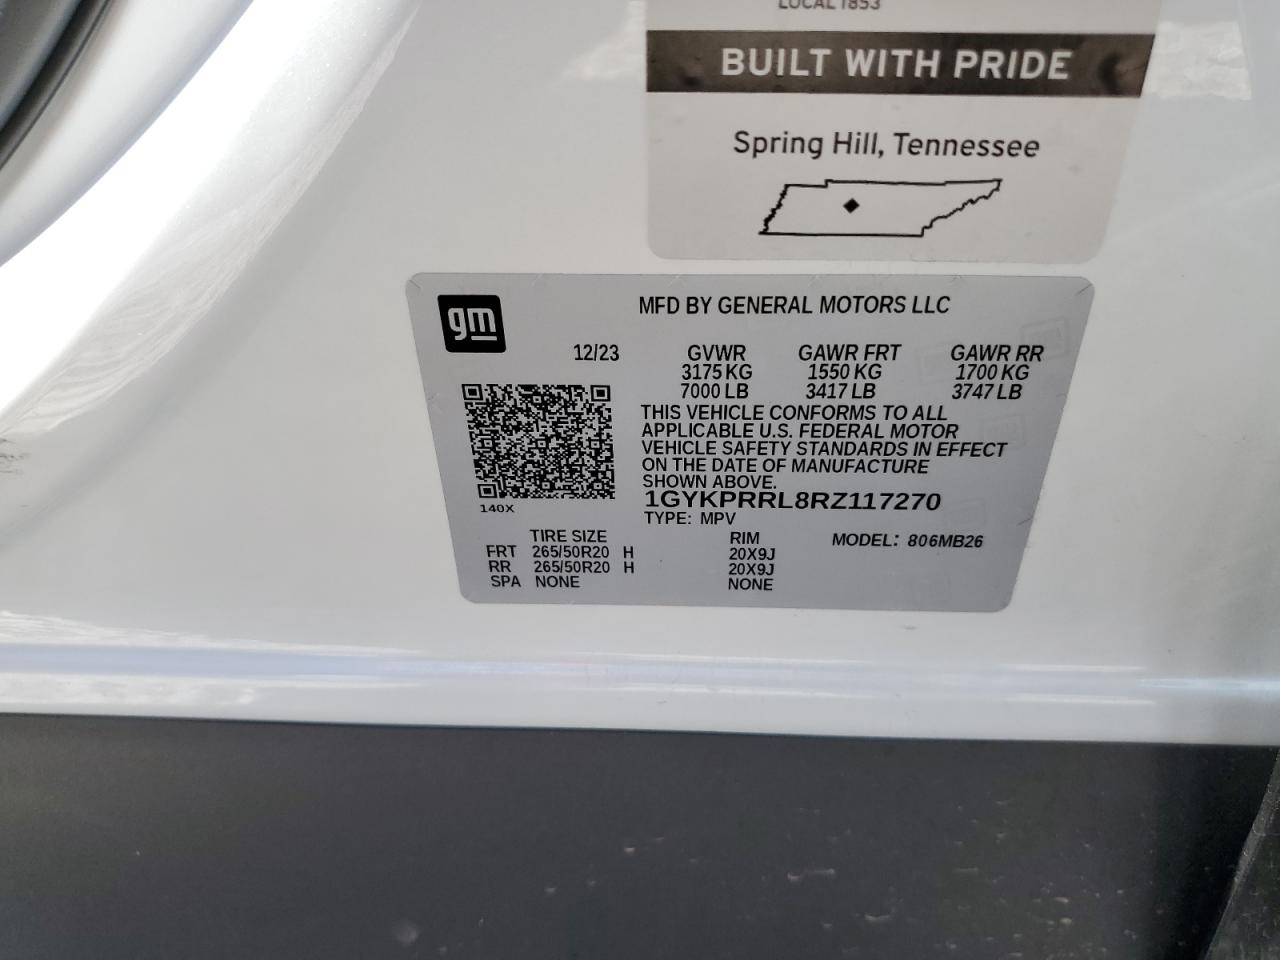 LOCAL 1853
BUILT WITH PRIDE
Spring Hill, Tennessee
gm
MFD BY GENERAL MOTORS LLC
12/23 GVWR GAWR FRT GAWR RR
3175 KG 1550 KG 1700 KG
7000 LB 3417 LB 3747 LB
THIS VEHICLE CONFORMS TO ALL
APPLICABLE U.S. FEDERAL MOTOR
VEHICLE SAFETY STANDARDS IN EFFECT
ON THE DATE OF MANUFACTURE
SHOWN ABOVE.
1GYKPRRL8RZ117270
140X
TYPE: MPV
TIRE SIZE RIM MODEL: 806MB26
FRT 265/50R20 H 20X9J
RR 265/50R20 H 20X9J
SPA NONE NONE